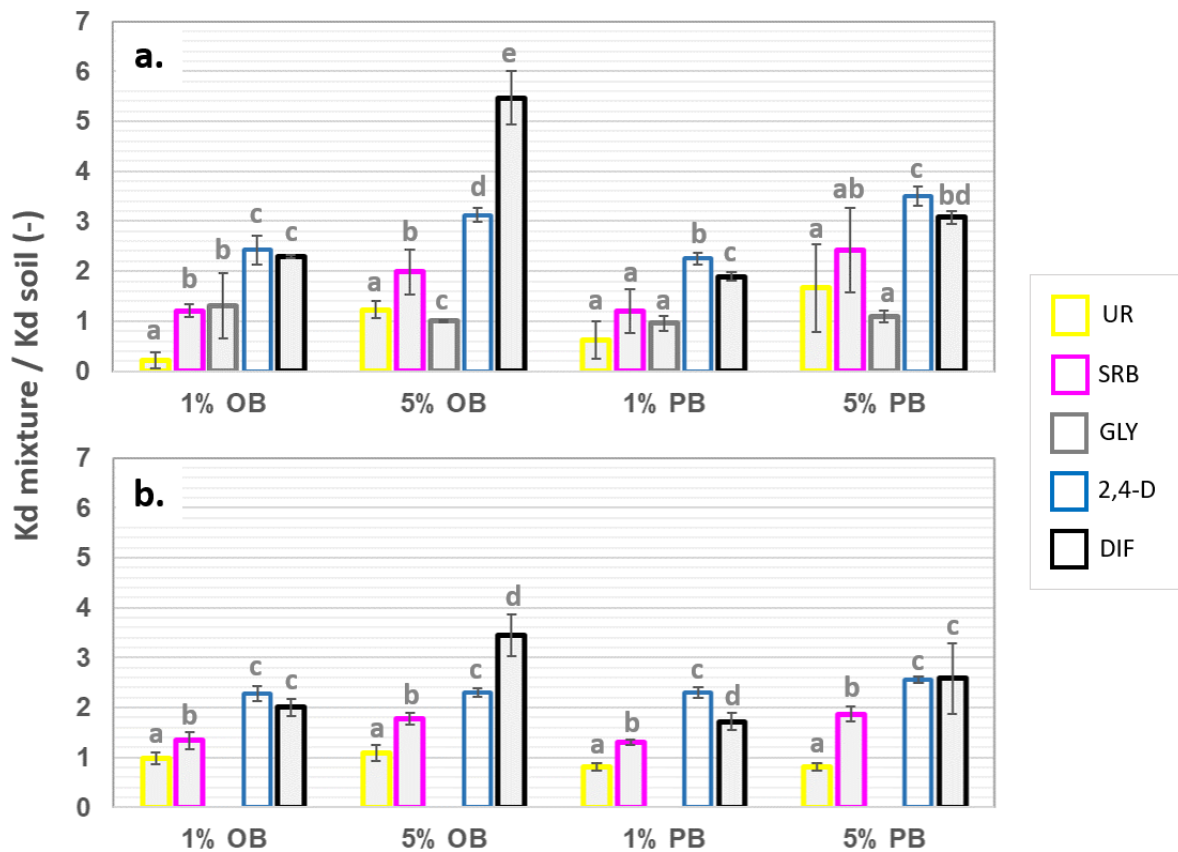 Kd mixture / Kd soil (-)
a.
7
6
5
4
3
2
1
0
a b b c c
a b c d e
a a a b c
a ab a c bd
1% OB 5% OB 1% PB 5% PB
b.
7
6
5
4
3
2
1
0
a b c c
a b c d
a b c d
a b c c
1% OB 5% OB 1% PB 5% PB
UR
SRB
GLY
2,4-D
DIF